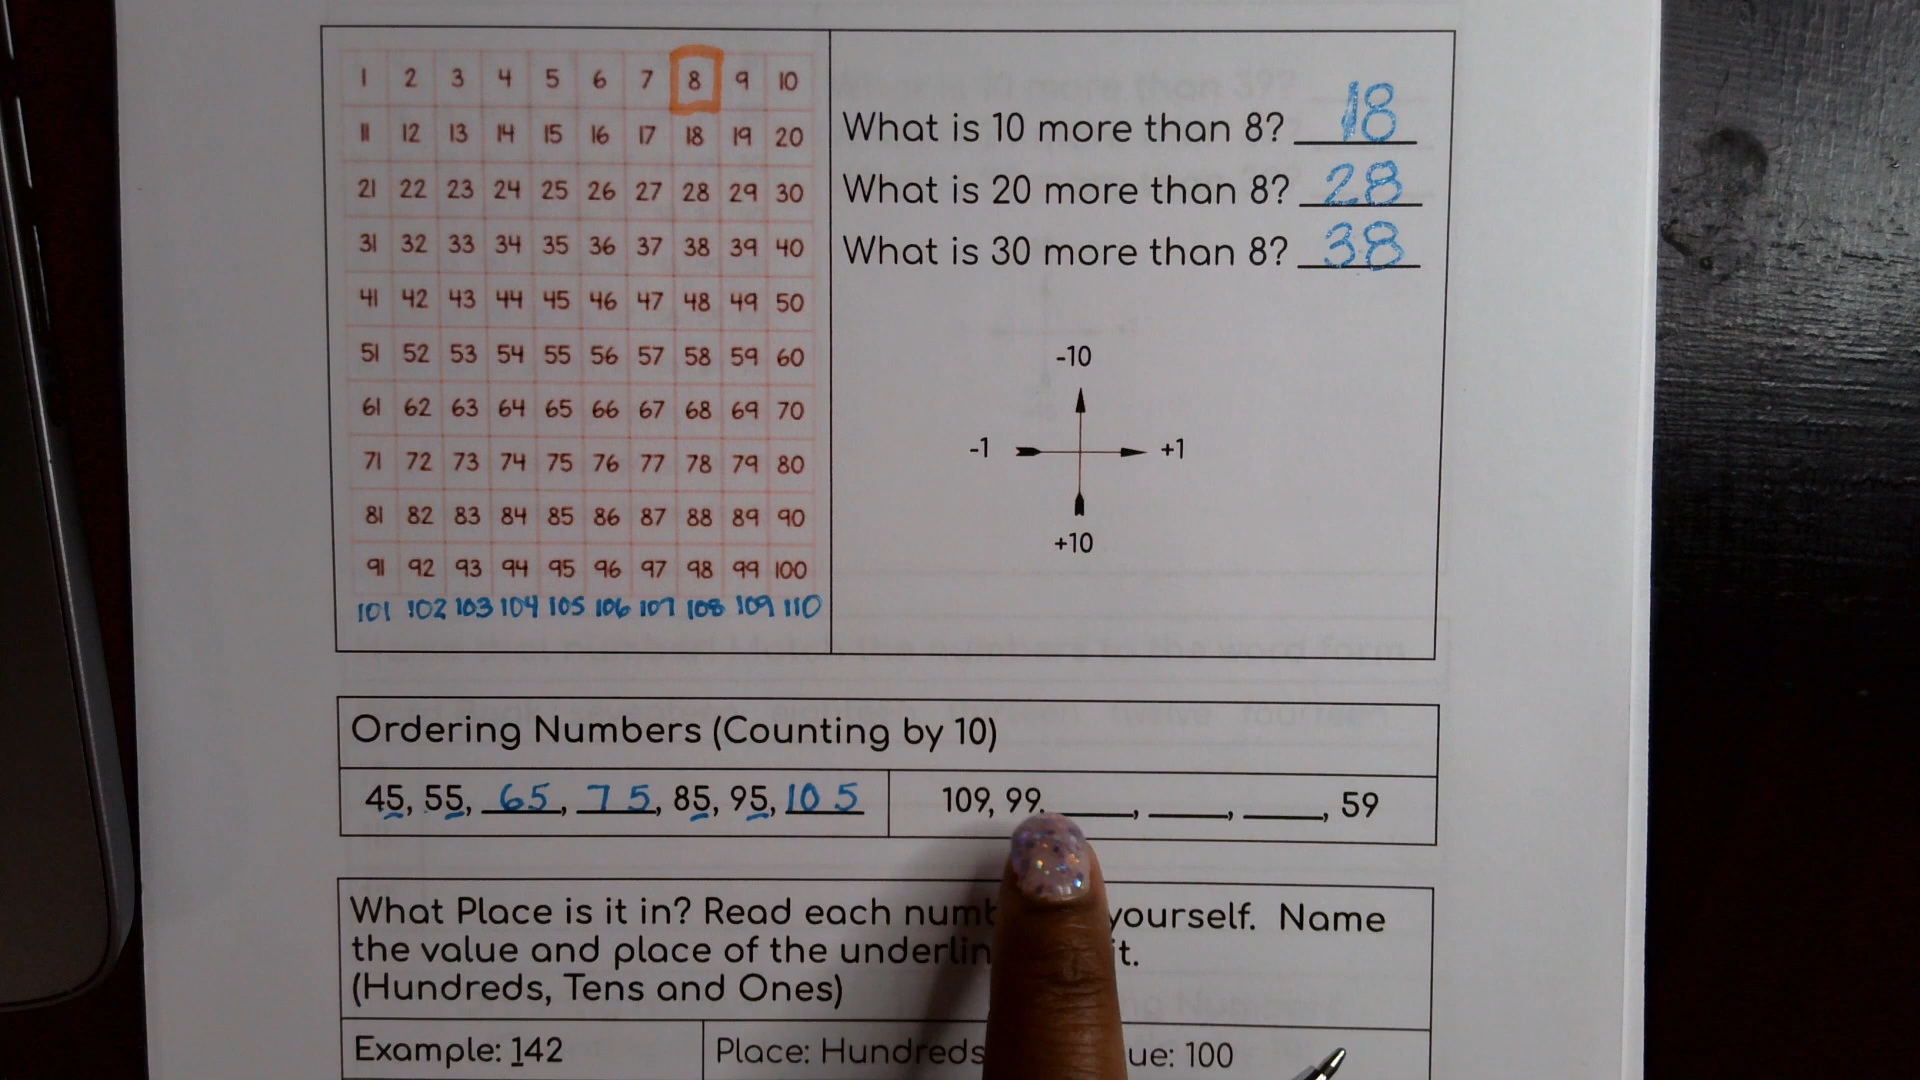 1 2 3 4 5 6 7 8 9 10
11 12 13 14 15 16 17 18 19 20
21 22 23 24 25 26 27 28 29 30
31 32 33 34 35 36 37 38 39 40
41 42 43 44 45 46 47 48 49 50
51 52 53 54 55 56 57 58 59 60
61 62 63 64 65 66 67 68 69 70
71 72 73 74 75 76 77 78 79 80
81 82 83 84 85 86 87 88 89 90
91 92 93 94 95 96 97 98 99 100
101 102 103 104 105 106 107 108 109 110
What is 10 more than 8? 18
What is 20 more than 8? 28
What is 30 more than 8? 38
-10
-1 +1
+10
Ordering Numbers (Counting by 10)
45, 55, 65, 75, 85, 95, 105
109, 99, ____, ____, ____, 59
What Place is it in? Read each yourself. Name
the value and place of the
(Hundreds, Tens and Ones)
Example: 142
Place: Hundreds
100